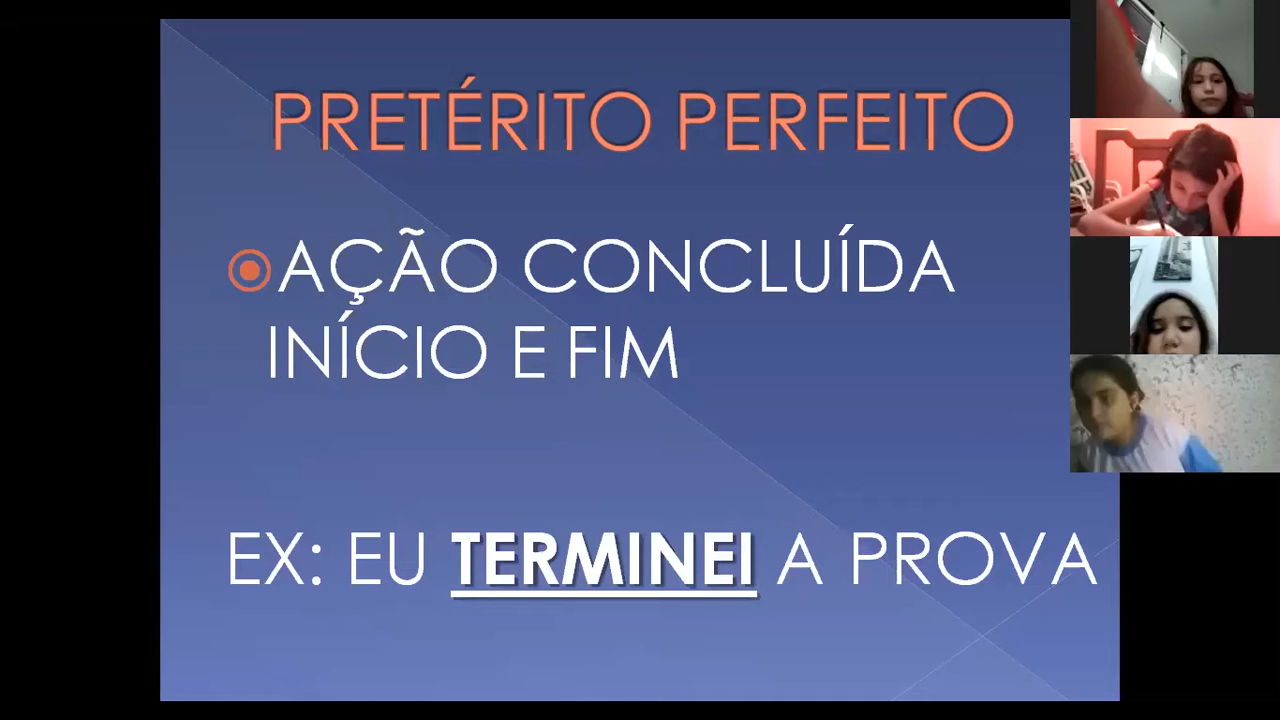 PRETÉRITO PERFEITO
AÇÃO CONCLUÍDA
INÍCIO E FIM
EX: EU TERMINEI A PROVA